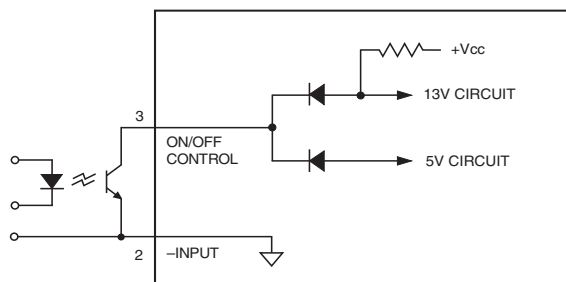 +Vcc
13V CIRCUIT
3
ON/OFF
CONTROL
5V CIRCUIT
2
–INPUT